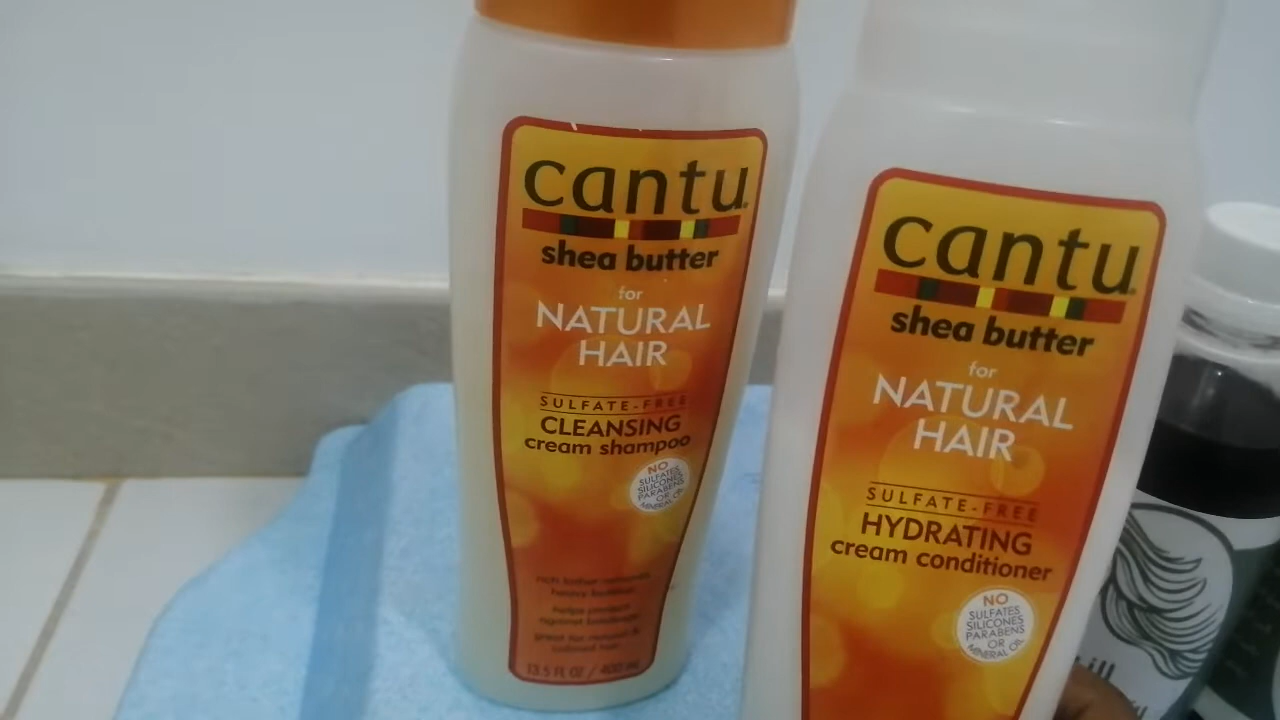 cantu
shea butter
for
NATURAL
HAIR
SULFATE-FREE
CLEANSING
cream shampoo
NO
SULFATES
SILICONES
PARABENS
OR
MINERAL OIL
helps protect
13.5 FL OZ / 400 mL
cantu
shea butter
for
NATURAL
HAIR
SULFATE-FREE
HYDRATING
cream conditioner
NO
SULFATES
SILICONES
PARABENS
OR
MINERAL OIL